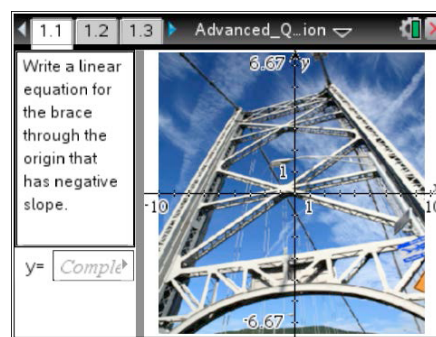 1.1 1.2 1.3 Advanced_Q…ion
Write a linear
equation for
the brace
through the
origin that
has negative
slope.
y= Comple
6.67 y
1
-10 1 10
-6.67